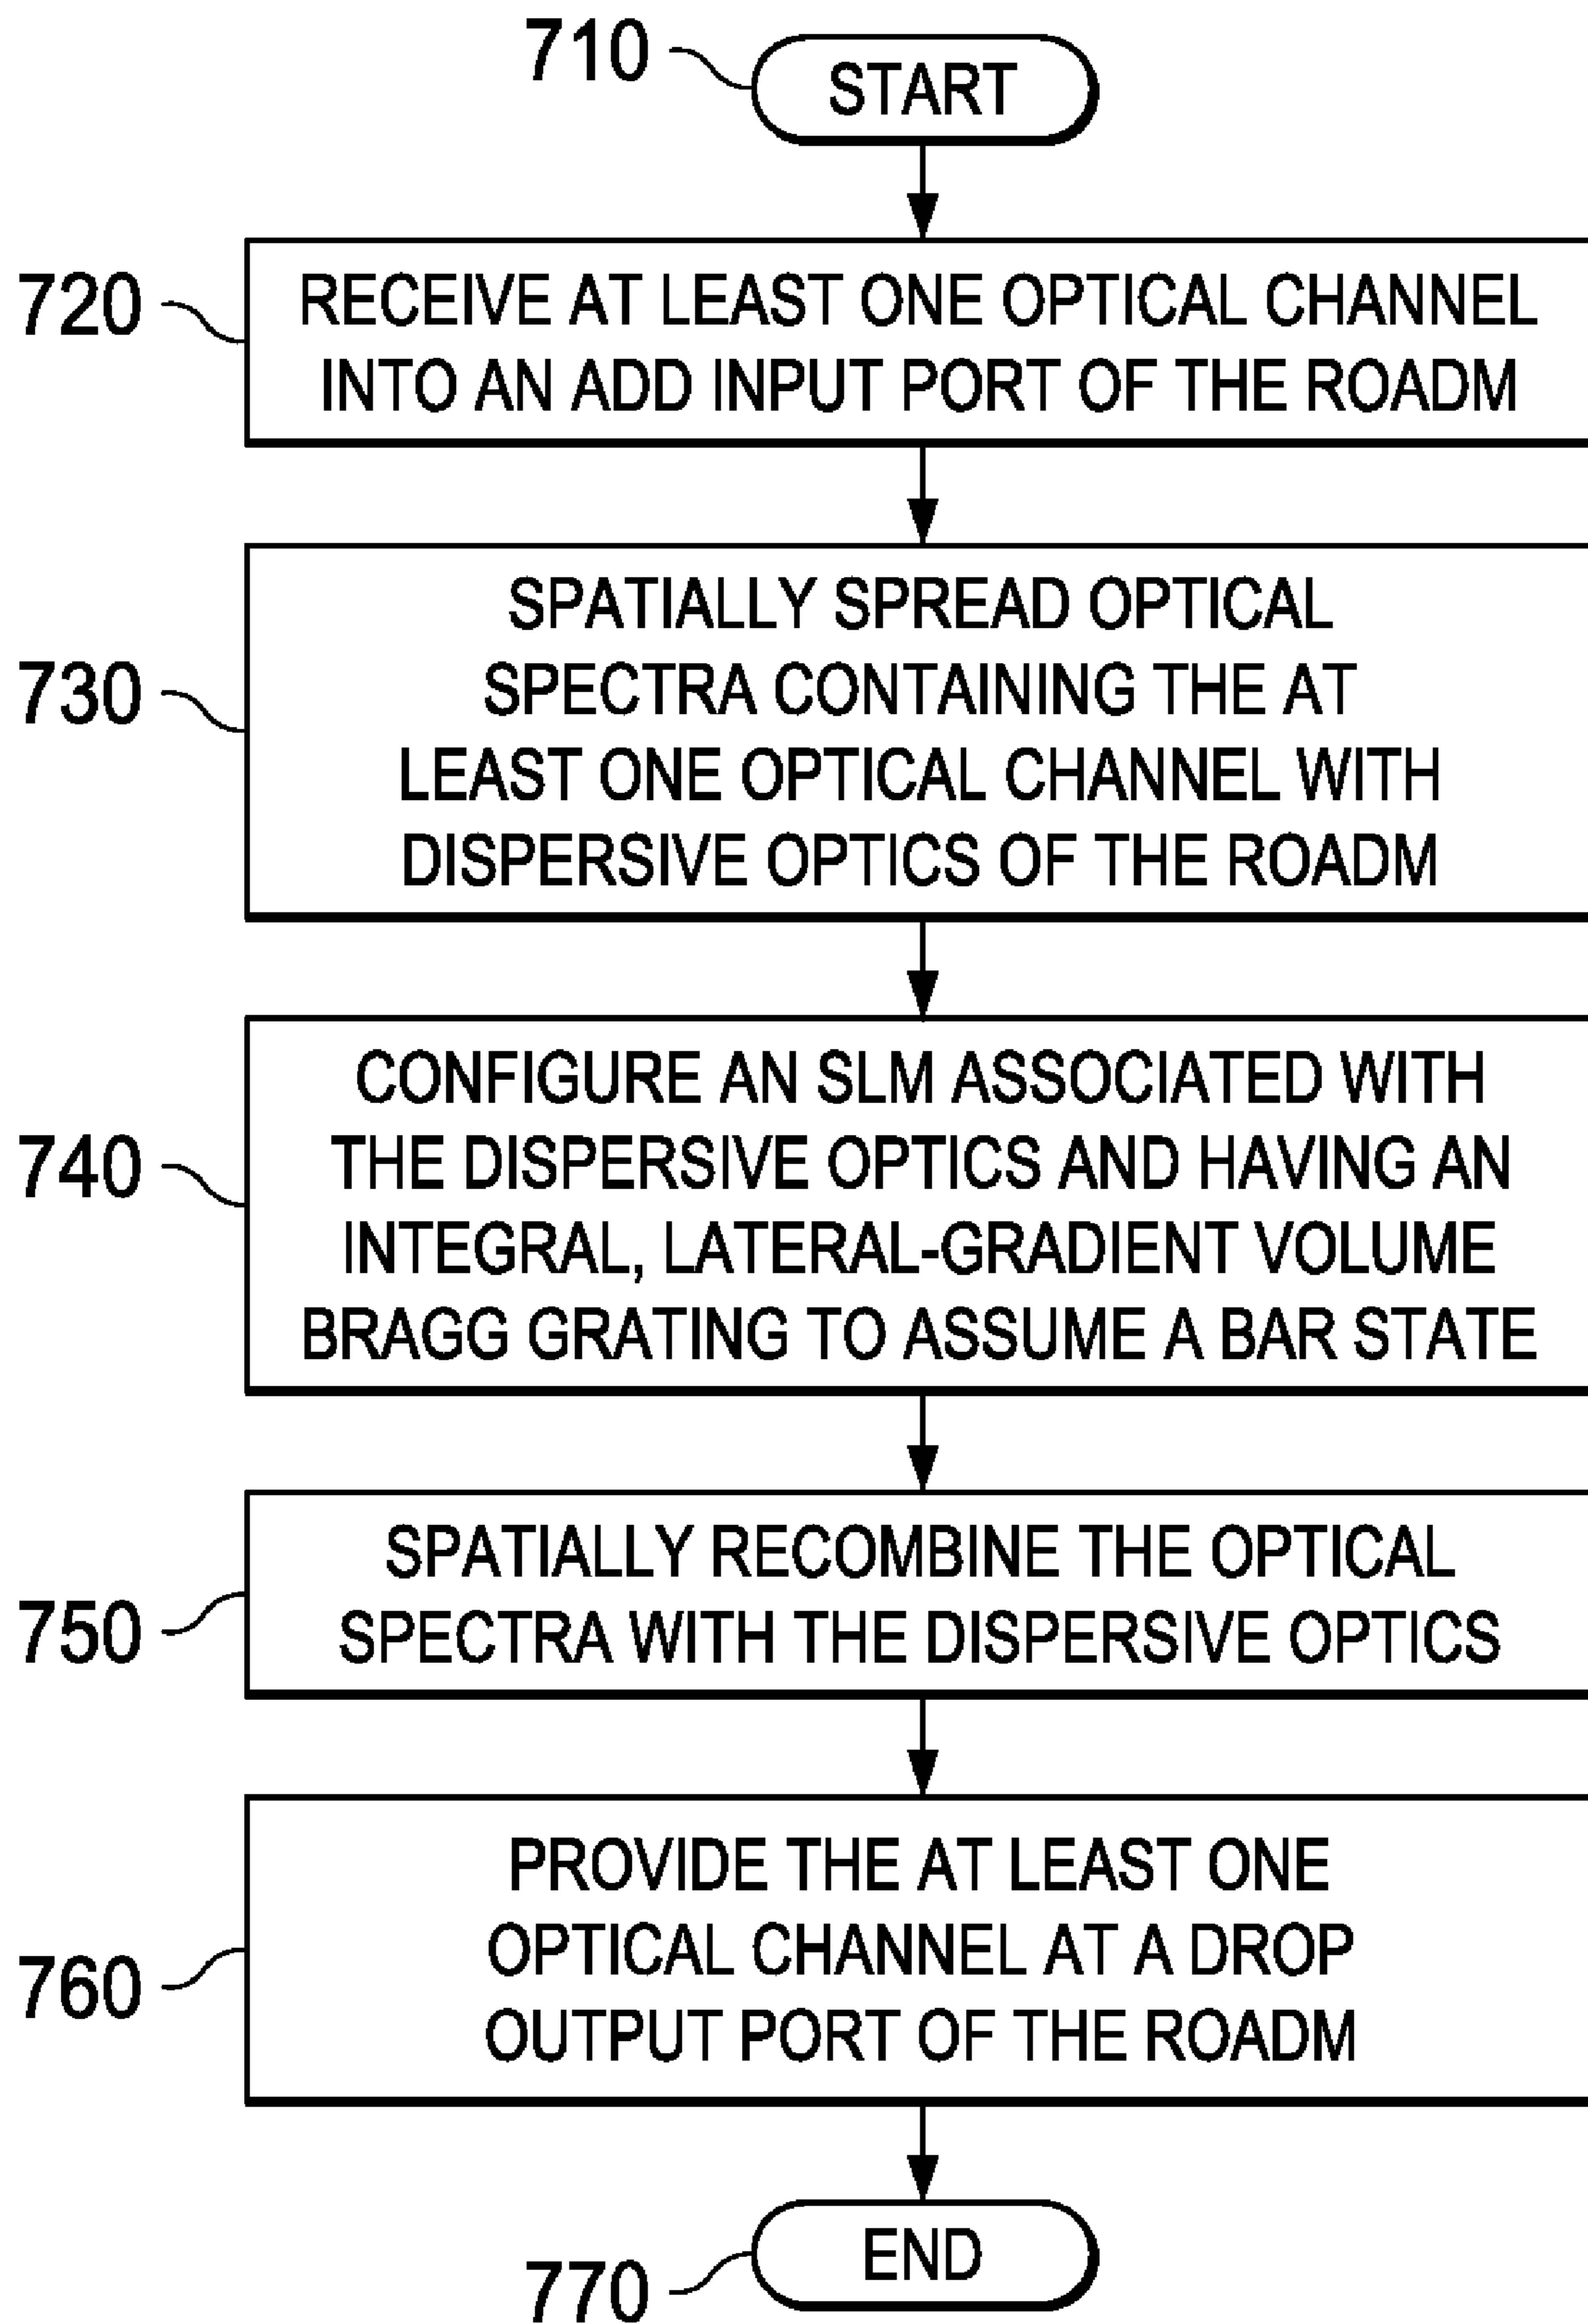 710
START
720
RECEIVE AT LEAST ONE OPTICAL CHANNEL
INTO AN ADD INPUT PORT OF THE ROADM
730
SPATIALLY SPREAD OPTICAL
SPECTRA CONTAINING THE AT
LEAST ONE OPTICAL CHANNEL WITH
DISPERSIVE OPTICS OF THE ROADM
740
CONFIGURE AN SLM ASSOCIATED WITH
THE DISPERSIVE OPTICS AND HAVING AN
INTEGRAL, LATERAL-GRADIENT VOLUME
BRAGG GRATING TO ASSUME A BAR STATE
750
SPATIALLY RECOMBINE THE OPTICAL
SPECTRA WITH THE DISPERSIVE OPTICS
760
PROVIDE THE AT LEAST ONE
OPTICAL CHANNEL AT A DROP
OUTPUT PORT OF THE ROADM
770
END